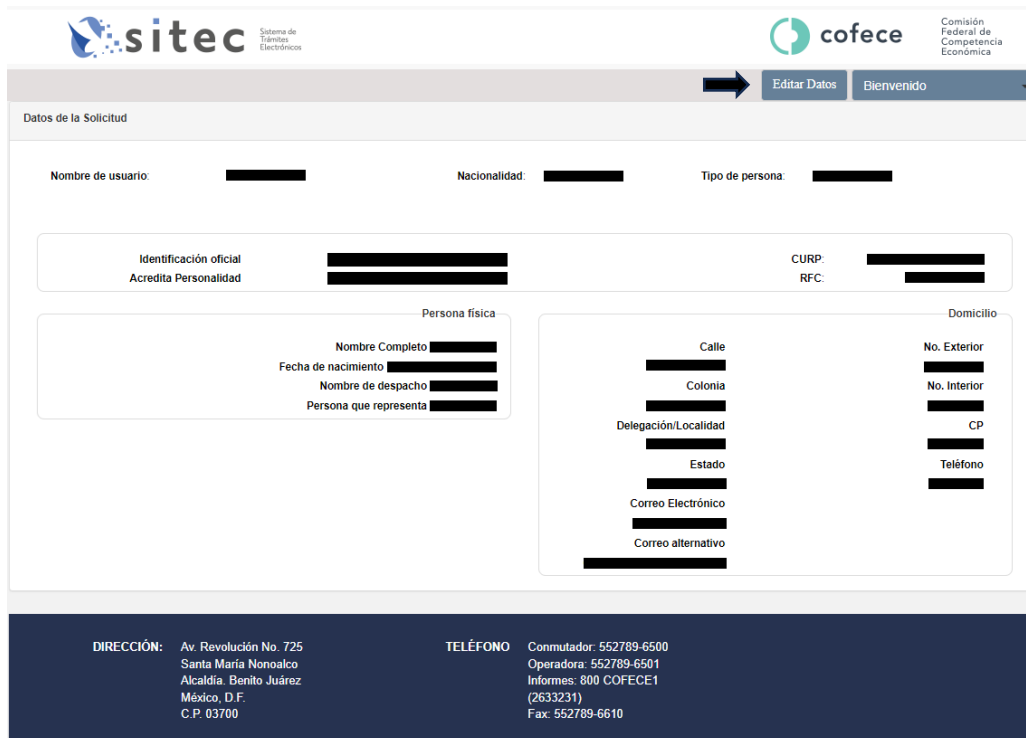 sitec
Sistema de
Trámites
Electrónicos
cofece
Comisión
Federal de
Competencia
Económica
Editar Datos
Bienvenido
Datos de la Solicitud
Nombre de usuario:
Nacionalidad:
Tipo de persona:
Identificación oficial
Acredita Personalidad
CURP:
RFC:
Persona física
Nombre Completo
Fecha de nacimiento
Nombre de despacho
Persona que representa
Domicilio
Calle
No. Exterior
Colonia
No. Interior
Delegación/Localidad
CP
Estado
Teléfono
Correo Electrónico
Correo alternativo
DIRECCIÓN:
Av. Revolución No. 725
Santa María Nonoalco
Alcaldía. Benito Juárez
México, D.F.
C.P. 03700
TELÉFONO
Conmutador: 552789-6500
Operadora: 552789-6501
Informes: 800 COFECE1
(2633231)
Fax: 552789-6610